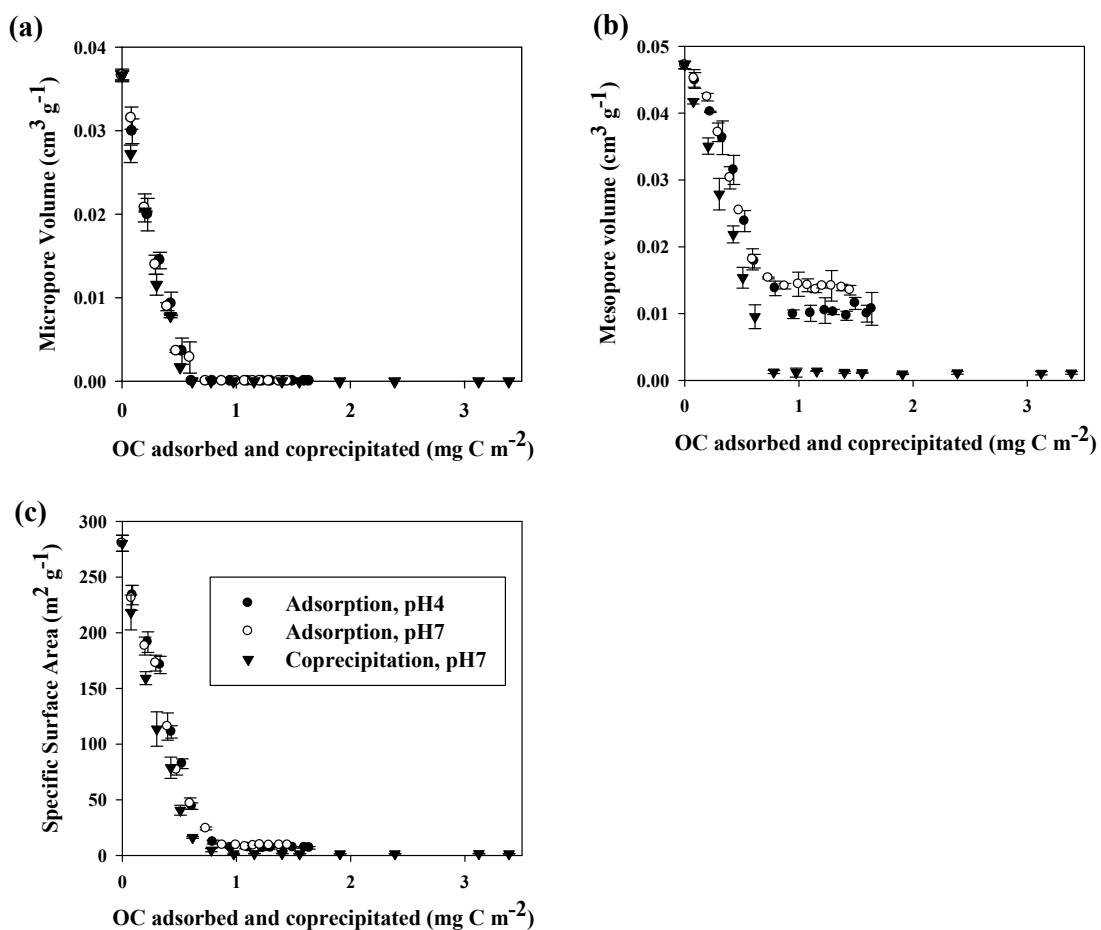 (a)
0.04
0.03
0.02
0.01
0.00
Micropore Volume (cm3 g-1)
0 1 2 3
OC adsorbed and coprecipitated (mg C m-2)
(b)
0.05
0.04
0.03
0.02
0.01
0.00
Mesopore volume (cm3 g-1)
0 1 2 3
OC adsorbed and coprecipitated (mg C m-2)
(c)
300
250
200
150
100
50
0
Specific Surface Area (m2 g-1)
Adsorption, pH4
Adsorption, pH7
Coprecipitation, pH7
0 1 2 3
OC adsorbed and coprecipitated (mg C m-2)